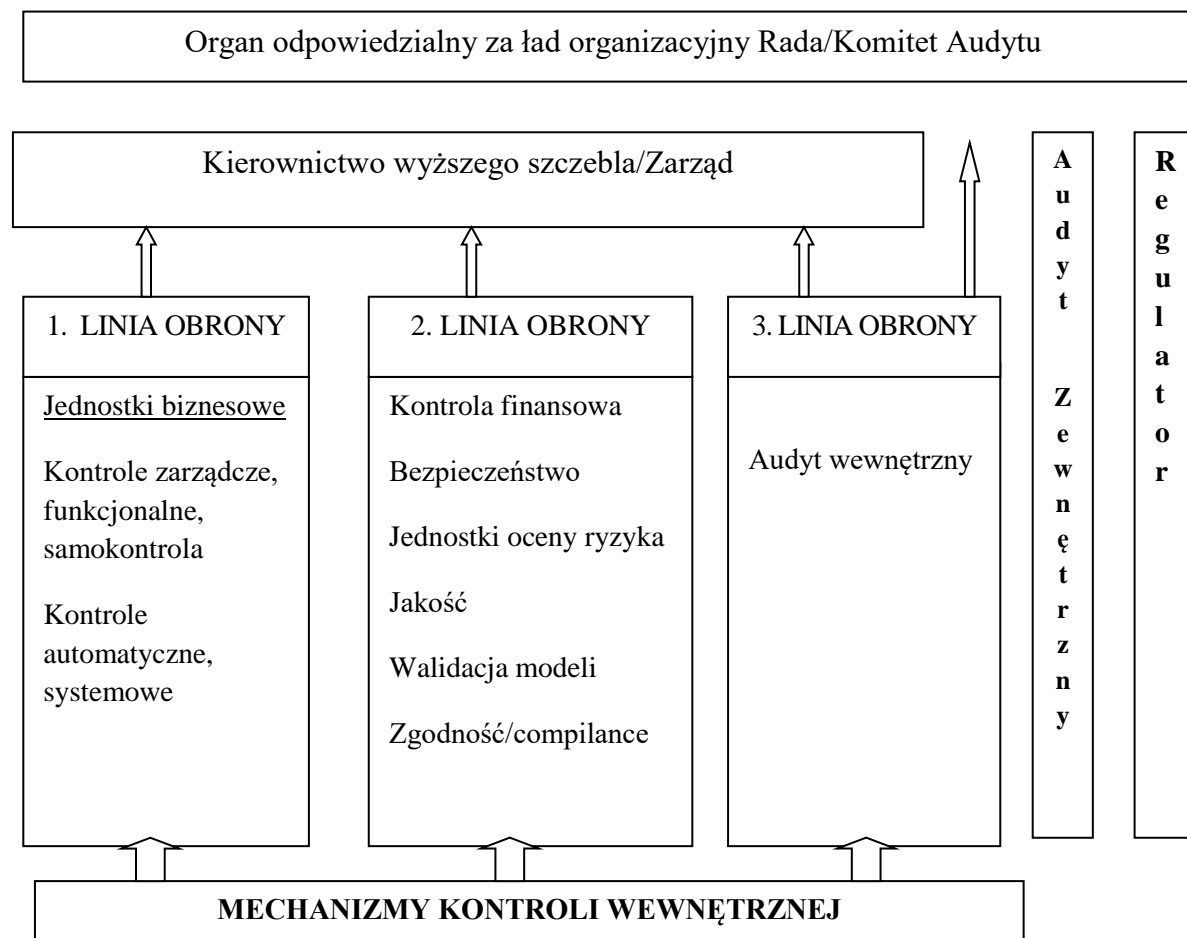 Organ odpowiedzialny za ład organizacyjny Rada/Komitet Audytu
Kierownictwo wyższego szczebla/Zarząd
1. LINIA OBRONY
Jednostki biznesowe
Kontrole zarządcze,
funkcjonalne,
samokontrola
Kontrole
automatyczne,
systemowe
2. LINIA OBRONY
Kontrola finansowa
Bezpieczeństwo
Jednostki oceny ryzyka
Jakość
Walidacja modeli
Zgodność/compilance
3. LINIA OBRONY
Audyt wewnętrzny
Audyt Zewnętrzny
Regulator
MECHANIZMY KONTROLI WEWNĘTRZNEJ